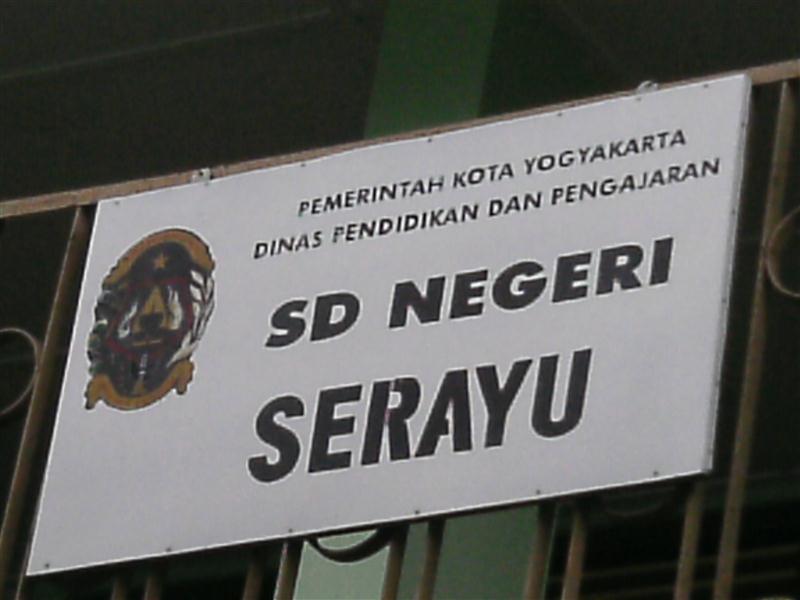 PEMERINTAH KOTA YOGYAKARTA
DINAS PENDIDIKAN DAN PENGAJARAN
SD NEGERI
SERAYU